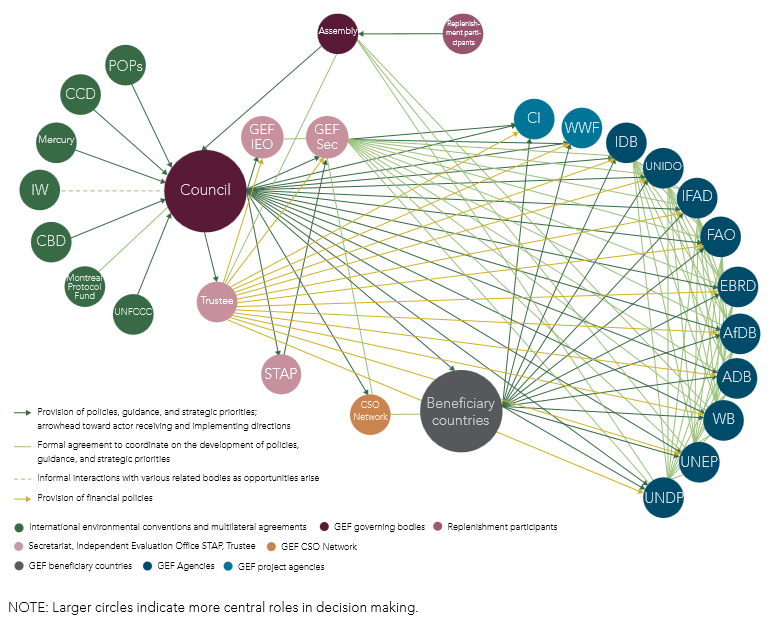 Assembly
Replenish-
ment parti-
cipants
POPs
CCD
Mercury
IW
CBD
Montreal
Protocol
Fund
UNFCCC
Council
GEF
IEO
GEF
Sec
Trustee
STAP
CSO
Network
Beneficiary
countries
CI
WWF
IDB
UNIDO
IFAD
FAO
EBRD
AfDB
ADB
WB
UNEP
UNDP
Provision of policies, guidance, and strategic priorities;
arrowhead toward actor receiving and implementing directions
Formal agreement to coordinate on the development of policies,
guidance, and strategic priorities
Informal interactions with various related bodies as opportunities arise
Provision of financial policies
International environmental conventions and multilateral agreements
GEF governing bodies
Replenishment participants
Secretariat, Independent Evaluation Office STAP, Trustee
GEF CSO Network
GEF beneficiary countries
GEF Agencies
GEF project agencies
NOTE: Larger circles indicate more central roles in decision making.